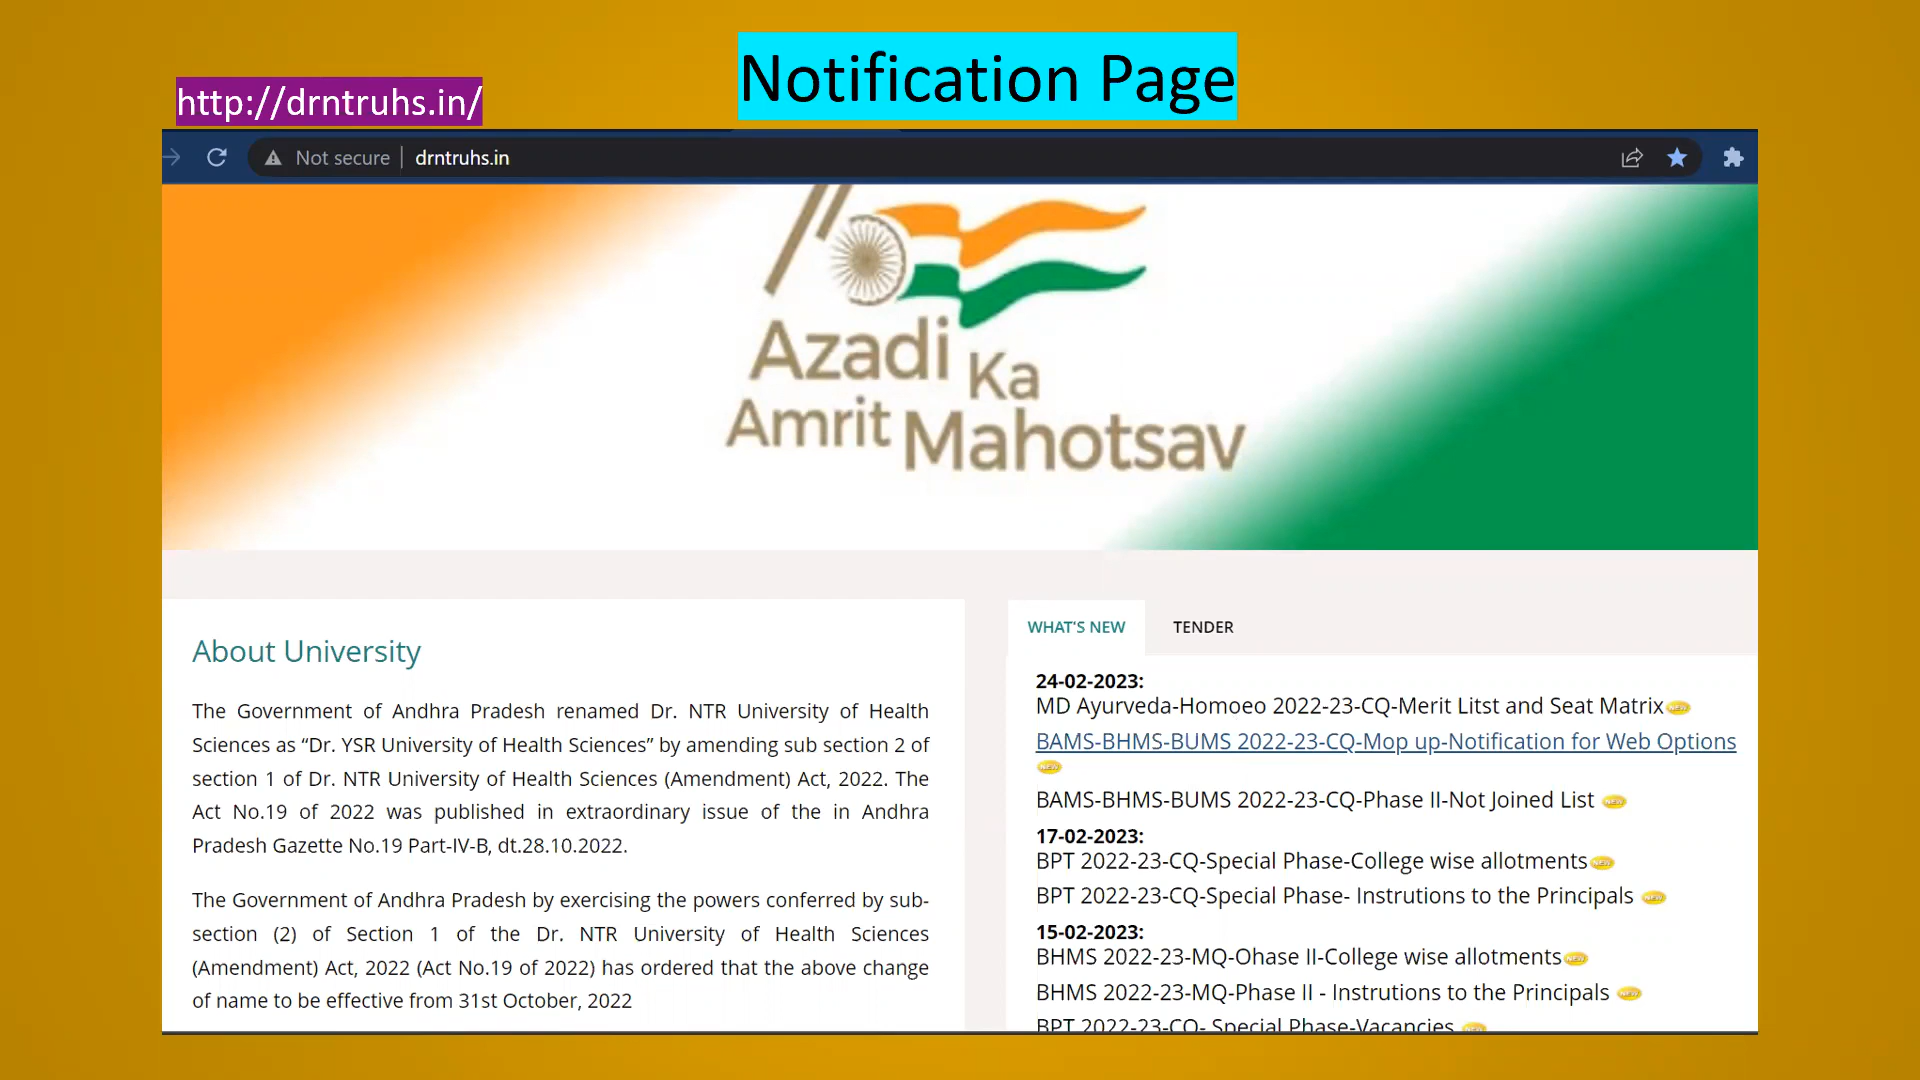 Notification Page
http://drntruhs.in/
Not secure | drntruhs.in
Azadi Ka
Amrit Mahotsav
About University
The Government of Andhra Pradesh renamed Dr. NTR University of Health
Sciences as “Dr. YSR University of Health Sciences” by amending sub section 2 of
section 1 of Dr. NTR University of Health Sciences (Amendment) Act, 2022. The
Act No.19 of 2022 was published in extraordinary issue of the in Andhra
Pradesh Gazette No.19 Part-IV-B, dt.28.10.2022.
The Government of Andhra Pradesh by exercising the powers conferred by sub-
section (2) of Section 1 of the Dr. NTR University of Health Sciences
(Amendment) Act, 2022 (Act No.19 of 2022) has ordered that the above change
of name to be effective from 31st October, 2022
WHAT'S NEW TENDER
24-02-2023:
MD Ayurveda-Homoeo 2022-23-CQ-Merit Litst and Seat Matrix NEW
BAMS-BHMS-BUMS 2022-23-CQ-Mop up-Notification for Web Options
NEW
BAMS-BHMS-BUMS 2022-23-CQ-Phase II-Not Joined List NEW
17-02-2023:
BPT 2022-23-CQ-Special Phase-College wise allotments NEW
BPT 2022-23-CQ-Special Phase- Instrutions to the Principals NEW
15-02-2023:
BHMS 2022-23-MQ-Ohase II-College wise allotments NEW
BHMS 2022-23-MQ-Phase II - Instrutions to the Principals NEW
BPT 2022-23-CQ- Special Phase-Vacancies NEW